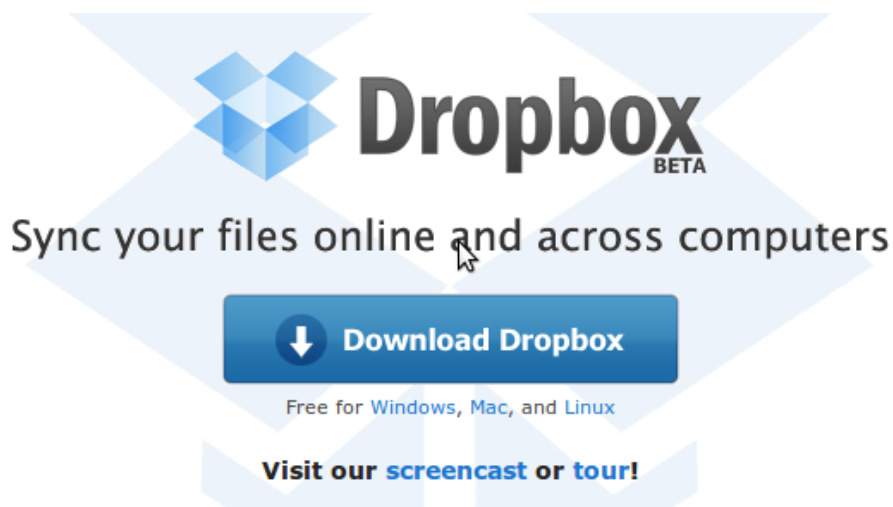 Dropbox
BETA
Sync your files online and across computers
Download Dropbox
Free for Windows, Mac, and Linux
Visit our screencast or tour!